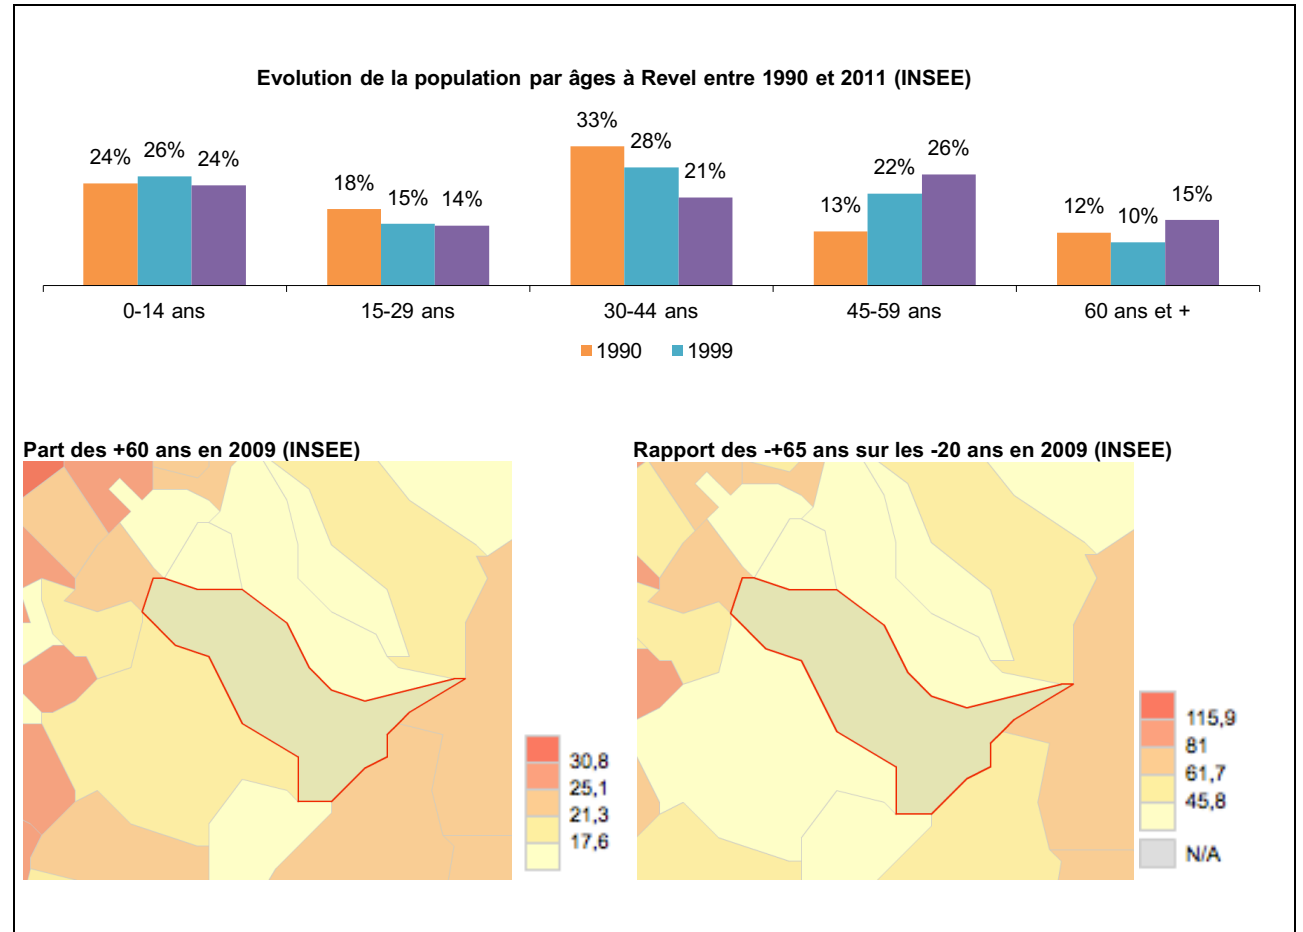 Evolution de la population par âges à Revel entre 1990 et 2011 (INSEE)
24% 26% 24% 18% 15% 14% 33% 28% 21% 13% 22% 26% 12% 10% 15%
0-14 ans 15-29 ans 30-44 ans 45-59 ans 60 ans et +
1990 1999
Part des +60 ans en 2009 (INSEE)
30,8
25,1
21,3
17,6
Rapport des -+65 ans sur les -20 ans en 2009 (INSEE)
115,9
81
61,7
45,8
N/A